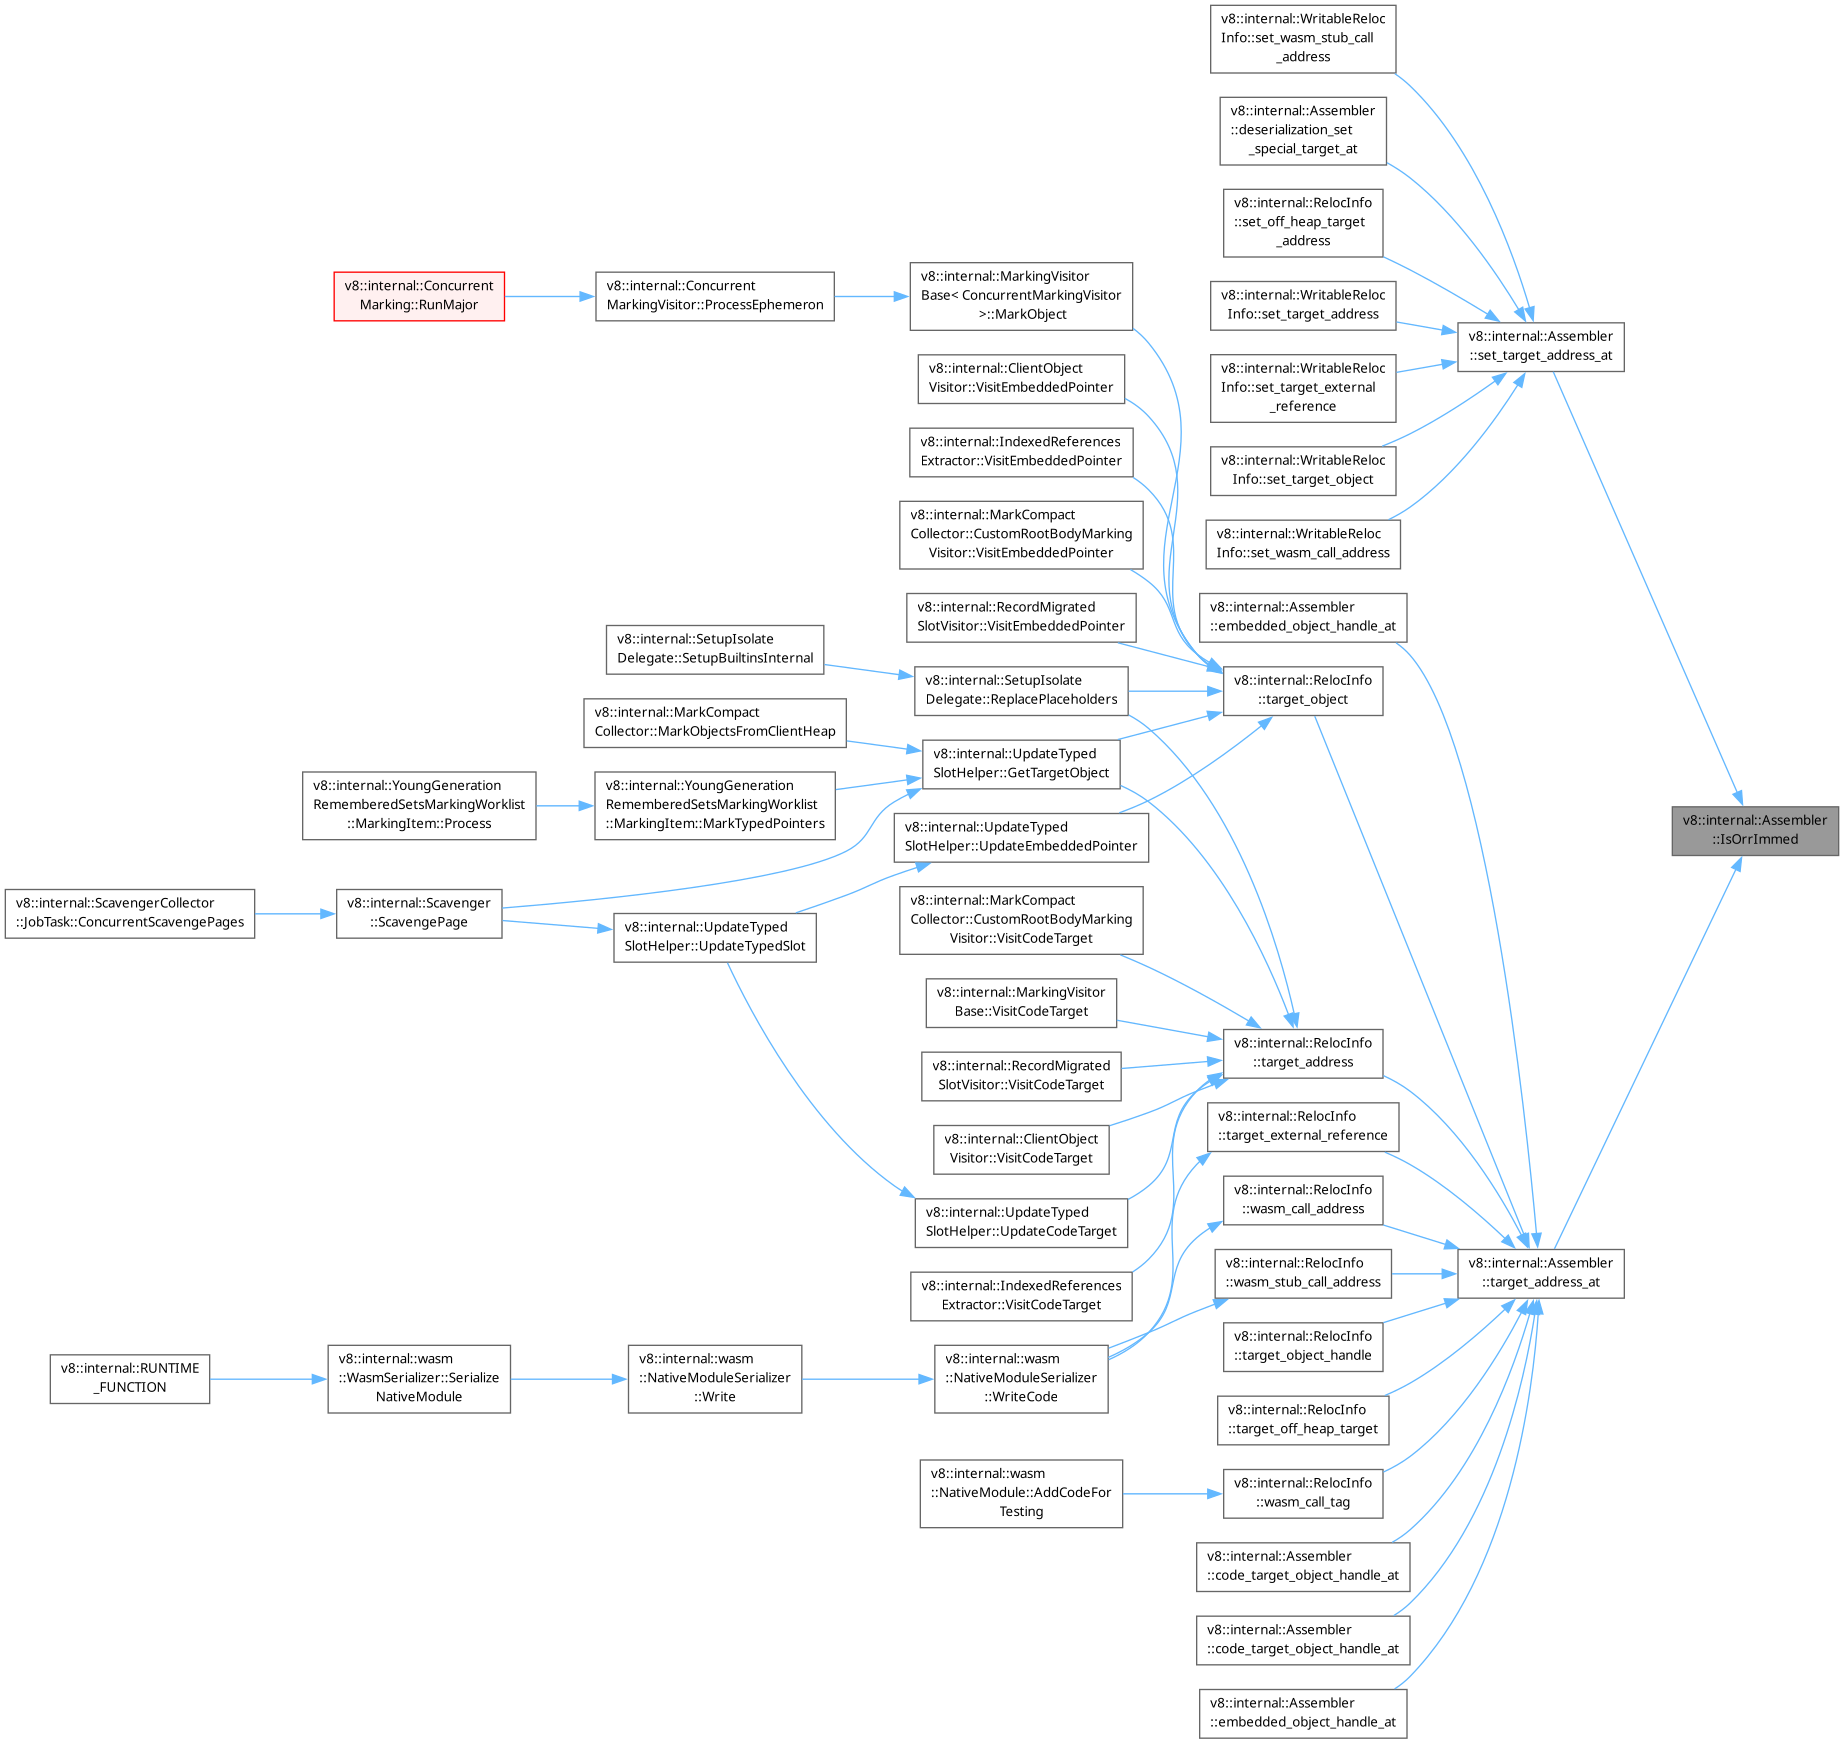 v8::internal::WritableReloc
Info::set_wasm_stub_call
_address
v8::internal::Assembler
::deserialization_set
_special_target_at
v8::internal::RelocInfo
::set_off_heap_target
_address
v8::internal::WritableReloc
Info::set_target_address
v8::internal::WritableReloc
Info::set_target_external
_reference
v8::internal::WritableReloc
Info::set_target_object
v8::internal::WritableReloc
Info::set_wasm_call_address
v8::internal::Assembler
::set_target_address_at
v8::internal::Concurrent
Marking::RunMajor
v8::internal::Concurrent
MarkingVisitor::ProcessEphemeron
v8::internal::MarkingVisitor
Base< ConcurrentMarkingVisitor
>::MarkObject
v8::internal::ClientObject
Visitor::VisitEmbeddedPointer
v8::internal::IndexedReferences
Extractor::VisitEmbeddedPointer
v8::internal::MarkCompact
Collector::CustomRootBodyMarking
Visitor::VisitEmbeddedPointer
v8::internal::RecordMigrated
SlotVisitor::VisitEmbeddedPointer
v8::internal::Assembler
::embedded_object_handle_at
v8::internal::SetupIsolate
Delegate::SetupBuiltinsInternal
v8::internal::SetupIsolate
Delegate::ReplacePlaceholders
v8::internal::RelocInfo
::target_object
v8::internal::MarkCompact
Collector::MarkObjectsFromClientHeap
v8::internal::UpdateTyped
SlotHelper::GetTargetObject
v8::internal::YoungGeneration
RememberedSetsMarkingWorklist
::MarkingItem::Process
v8::internal::YoungGeneration
RememberedSetsMarkingWorklist
::MarkingItem::MarkTypedPointers
v8::internal::UpdateTyped
SlotHelper::UpdateEmbeddedPointer
v8::internal::Assembler
::IsOrrImmed
v8::internal::ScavengerCollector
::JobTask::ConcurrentScavengePages
v8::internal::Scavenger
::ScavengePage
v8::internal::UpdateTyped
SlotHelper::UpdateTypedSlot
v8::internal::MarkCompact
Collector::CustomRootBodyMarking
Visitor::VisitCodeTarget
v8::internal::MarkingVisitor
Base::VisitCodeTarget
v8::internal::RelocInfo
::target_address
v8::internal::RecordMigrated
SlotVisitor::VisitCodeTarget
v8::internal::ClientObject
Visitor::VisitCodeTarget
v8::internal::RelocInfo
::target_external_reference
v8::internal::UpdateTyped
SlotHelper::UpdateCodeTarget
v8::internal::RelocInfo
::wasm_call_address
v8::internal::IndexedReferences
Extractor::VisitCodeTarget
v8::internal::RelocInfo
::wasm_stub_call_address
v8::internal::Assembler
::target_address_at
v8::internal::RelocInfo
::target_object_handle
v8::internal::RUNTIME
_FUNCTION
v8::internal::wasm
::WasmSerializer::Serialize
NativeModule
v8::internal::wasm
::NativeModuleSerializer
::Write
v8::internal::wasm
::NativeModuleSerializer
::WriteCode
v8::internal::RelocInfo
::target_off_heap_target
v8::internal::wasm
::NativeModule::AddCodeFor
Testing
v8::internal::RelocInfo
::wasm_call_tag
v8::internal::Assembler
::code_target_object_handle_at
v8::internal::Assembler
::code_target_object_handle_at
v8::internal::Assembler
::embedded_object_handle_at